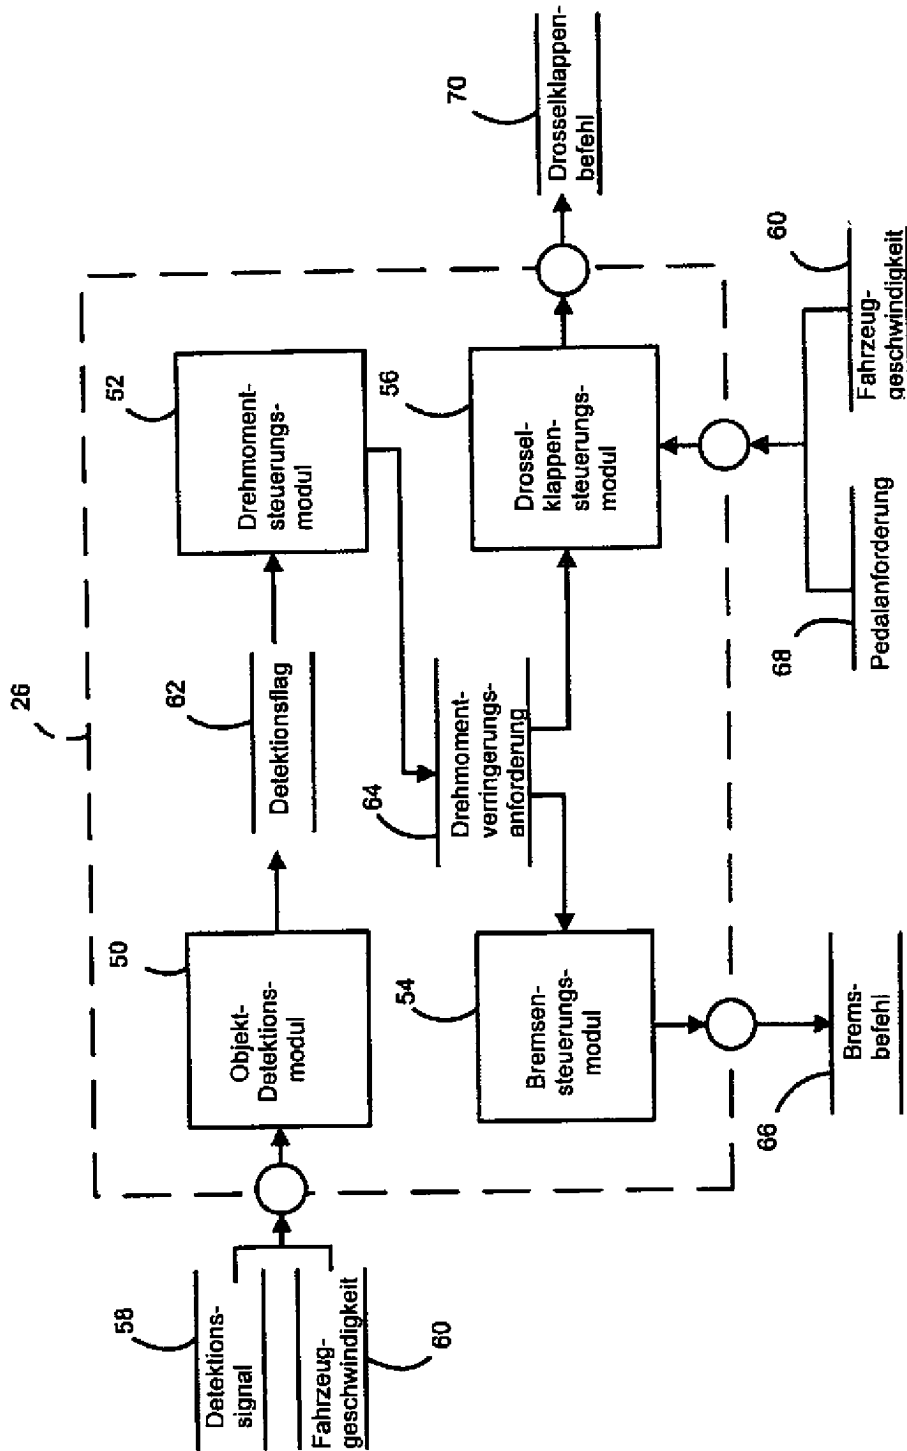 26
58
Detektions-
signal
Fahrzeug-
geschwindigkeit
60
50
Objekt-
Detektions-
modul
62
Detektionsflag
52
Drehmoment-
steuerungs-
modul
64
Drehmoment-
verringerungs-
anforderung
54
Bremsen-
steuerungs-
modul
56
Drossel-
klappen-
steuerungs-
modul
70
Drosselklappen-
befehl
66
Brems-
befehl
68
Pedalanforderung
60
Fahrzeug-
geschwindigkeit